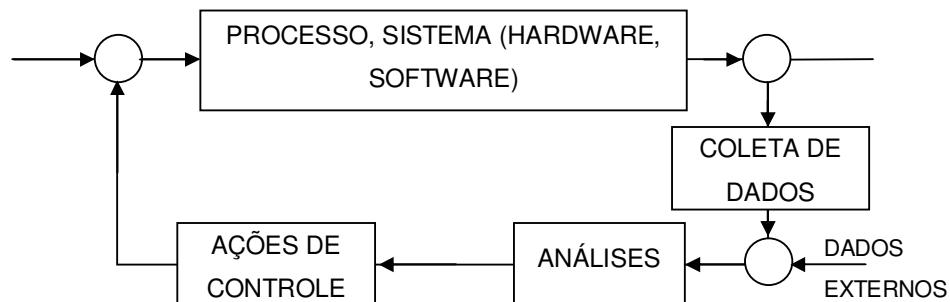 PROCESSO, SISTEMA (HARDWARE,
SOFTWARE)
COLETA DE
DADOS
AÇÕES DE
CONTROLE
ANÁLISES
DADOS
EXTERNOS